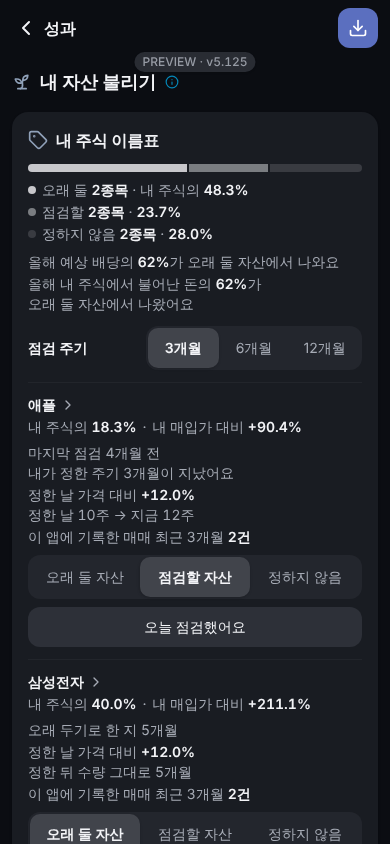 성과
PREVIEW · v5.125
내 자산 불리기
내 주식 이름표
오래 둘 2종목 · 내 주식의 48.3%
점검할 2종목 · 23.7%
정하지 않음 2종목 · 28.0%
올해 예상 배당의 62%가 오래 둘 자산에서 나와요
올해 내 주식에서 불어난 돈의 62%가
오래 둘 자산에서 나왔어요
점검 주기 3개월 6개월 12개월
애플
내 주식의 18.3% · 내 매입가 대비 +90.4%
마지막 점검 4개월 전
내가 정한 주기 3개월이 지났어요
정한 날 가격 대비 +12.0%
정한 날 10주 → 지금 12주
이 앱에 기록한 매매 최근 3개월 2건
오래 둘 자산 점검할 자산 정하지 않음
오늘 점검했어요
삼성전자
내 주식의 40.0% · 내 매입가 대비 +211.1%
오래 두기로 한 지 5개월
정한 날 가격 대비 +12.0%
정한 뒤 수량 그대로 5개월
이 앱에 기록한 매매 최근 3개월 2건
오래 둘 자산 점검할 자산 정하지 않음